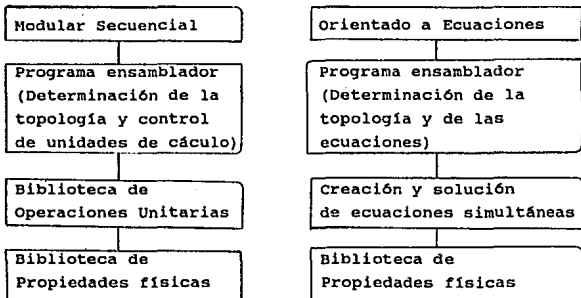 Modular Secuencial
Programa ensamblador
(Determinación de la
topología y control
de unidades de cáculo)
Biblioteca de
Operaciones Unitarias
Biblioteca de
Propiedades físicas
Orientado a Ecuaciones
Programa ensamblador
(Determinación de la
topología y de las
ecuaciones)
Creación y solución
de ecuaciones simultáneas
Biblioteca de
Propiedades físicas